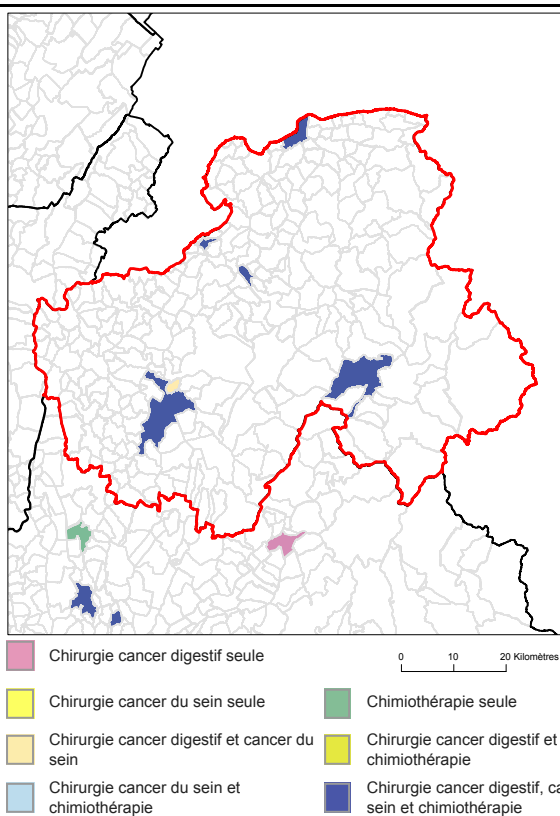 Chirurgie cancer digestif seule
0 10 20 Kilomètres
Chirurgie cancer du sein seule
Chimiothérapie seule
Chirurgie cancer digestif et cancer du
sein
Chirurgie cancer digestif et
chimiothérapie
Chirurgie cancer du sein et
chimiothérapie
Chirurgie cancer digestif, ca
sein et chimiothérapie